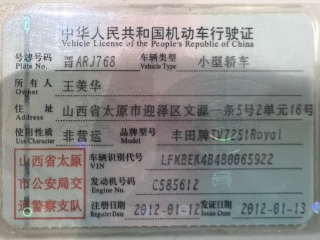 中华人民共和国机动车行驶证
Vehicle License of the People's Republic of China
号牌号码 晋ARJ768 车辆类型 小型轿车
Plate No. Vehicle Type
所有人 王美华
Owner
住址 山西省太原市迎泽区文源一条5号2单元16号
Address
使用性质 非营运 品牌型号 丰田牌TV7251Royal
Use Character Model
山西省太原
市公安局交
通警察支队
车辆识别代号 LFMBEK4B4B0065922
VIN
发动机号码 C585612
Engine No.
注册日期 2012-01-12 发证日期 2012-01-13
Register Date Issue Date